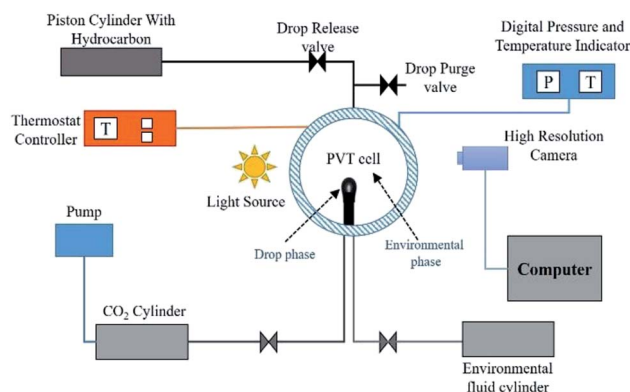 Piston Cylinder With
Hydrocarbon
Drop Release
valve
Digital Pressure and
Temperature Indicator
Drop Purge
valve
P T
Thermostat
Controller
T
High Resolution
Camera
PVT cell
Light Source
Pump
Drop phase
Environmental
phase
Computer
CO₂ Cylinder
Environmental
fluid cylinder